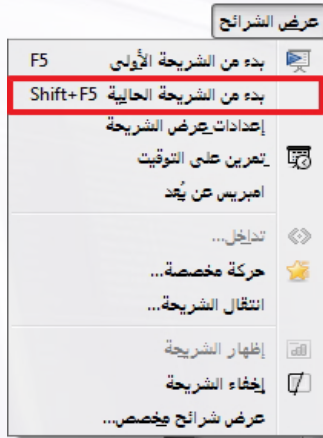 عرض الشرائح
بدء من الشريحة الأولى F5
بدء من الشريحة الحالية Shift+F5
إعدادات عرض الشريحة
تمرين على التوقيت
امبريس عن بُعد
تداخل...
حركة مخصصة...
انتقال الشريحة...
إظهار الشريحة
إخفاء الشريحة
عرض شرائح مخصص...